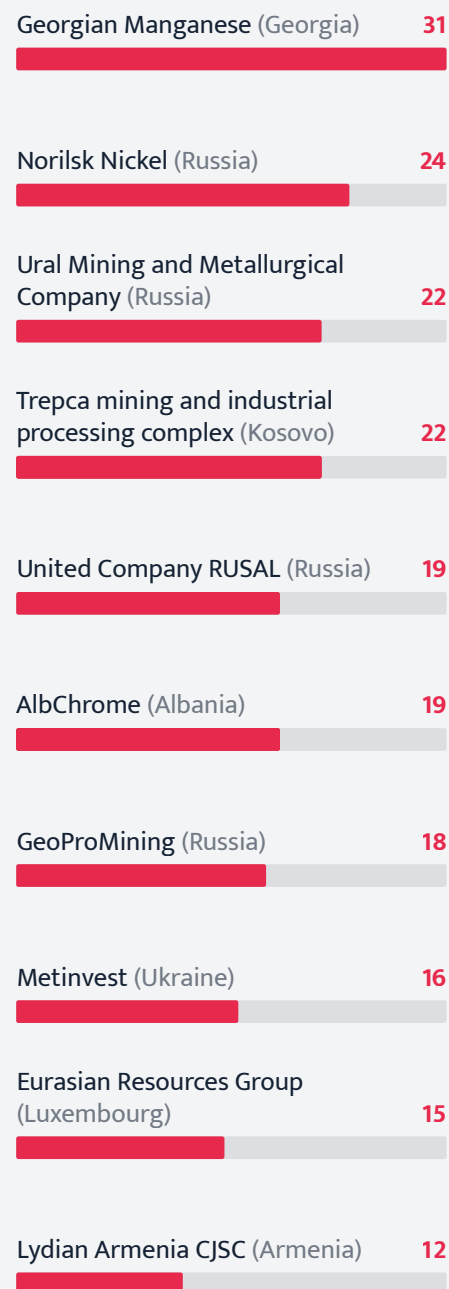 Georgian Manganese (Georgia) 31
Norilsk Nickel (Russia) 24
Ural Mining and Metallurgical
Company (Russia) 22
Trepca mining and industrial
processing complex (Kosovo) 22
United Company RUSAL (Russia) 19
AlbChrome (Albania) 19
GeoProMining (Russia) 18
Metinvest (Ukraine) 16
Eurasian Resources Group
(Luxembourg) 15
Lydian Armenia CJSC (Armenia) 12